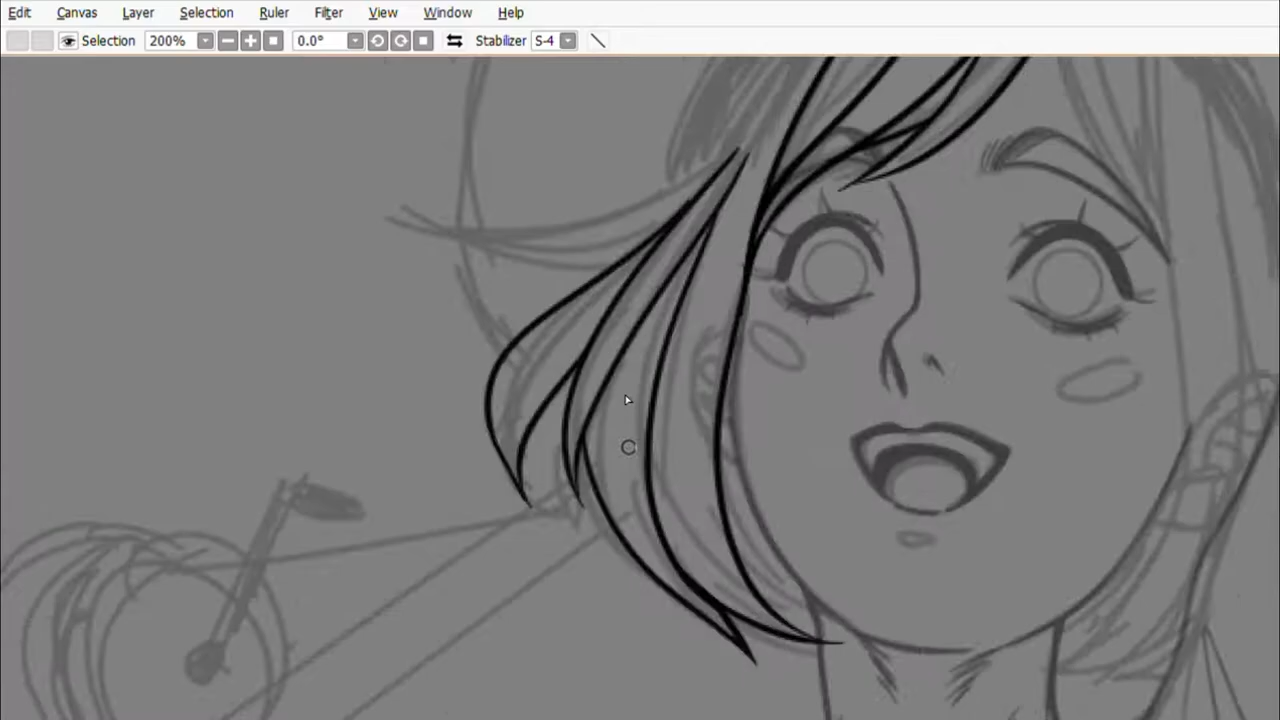 Edit Canvas Layer Selection Ruler Filter View Window Help
Selection 200% 0.0° Stabilizer S-4